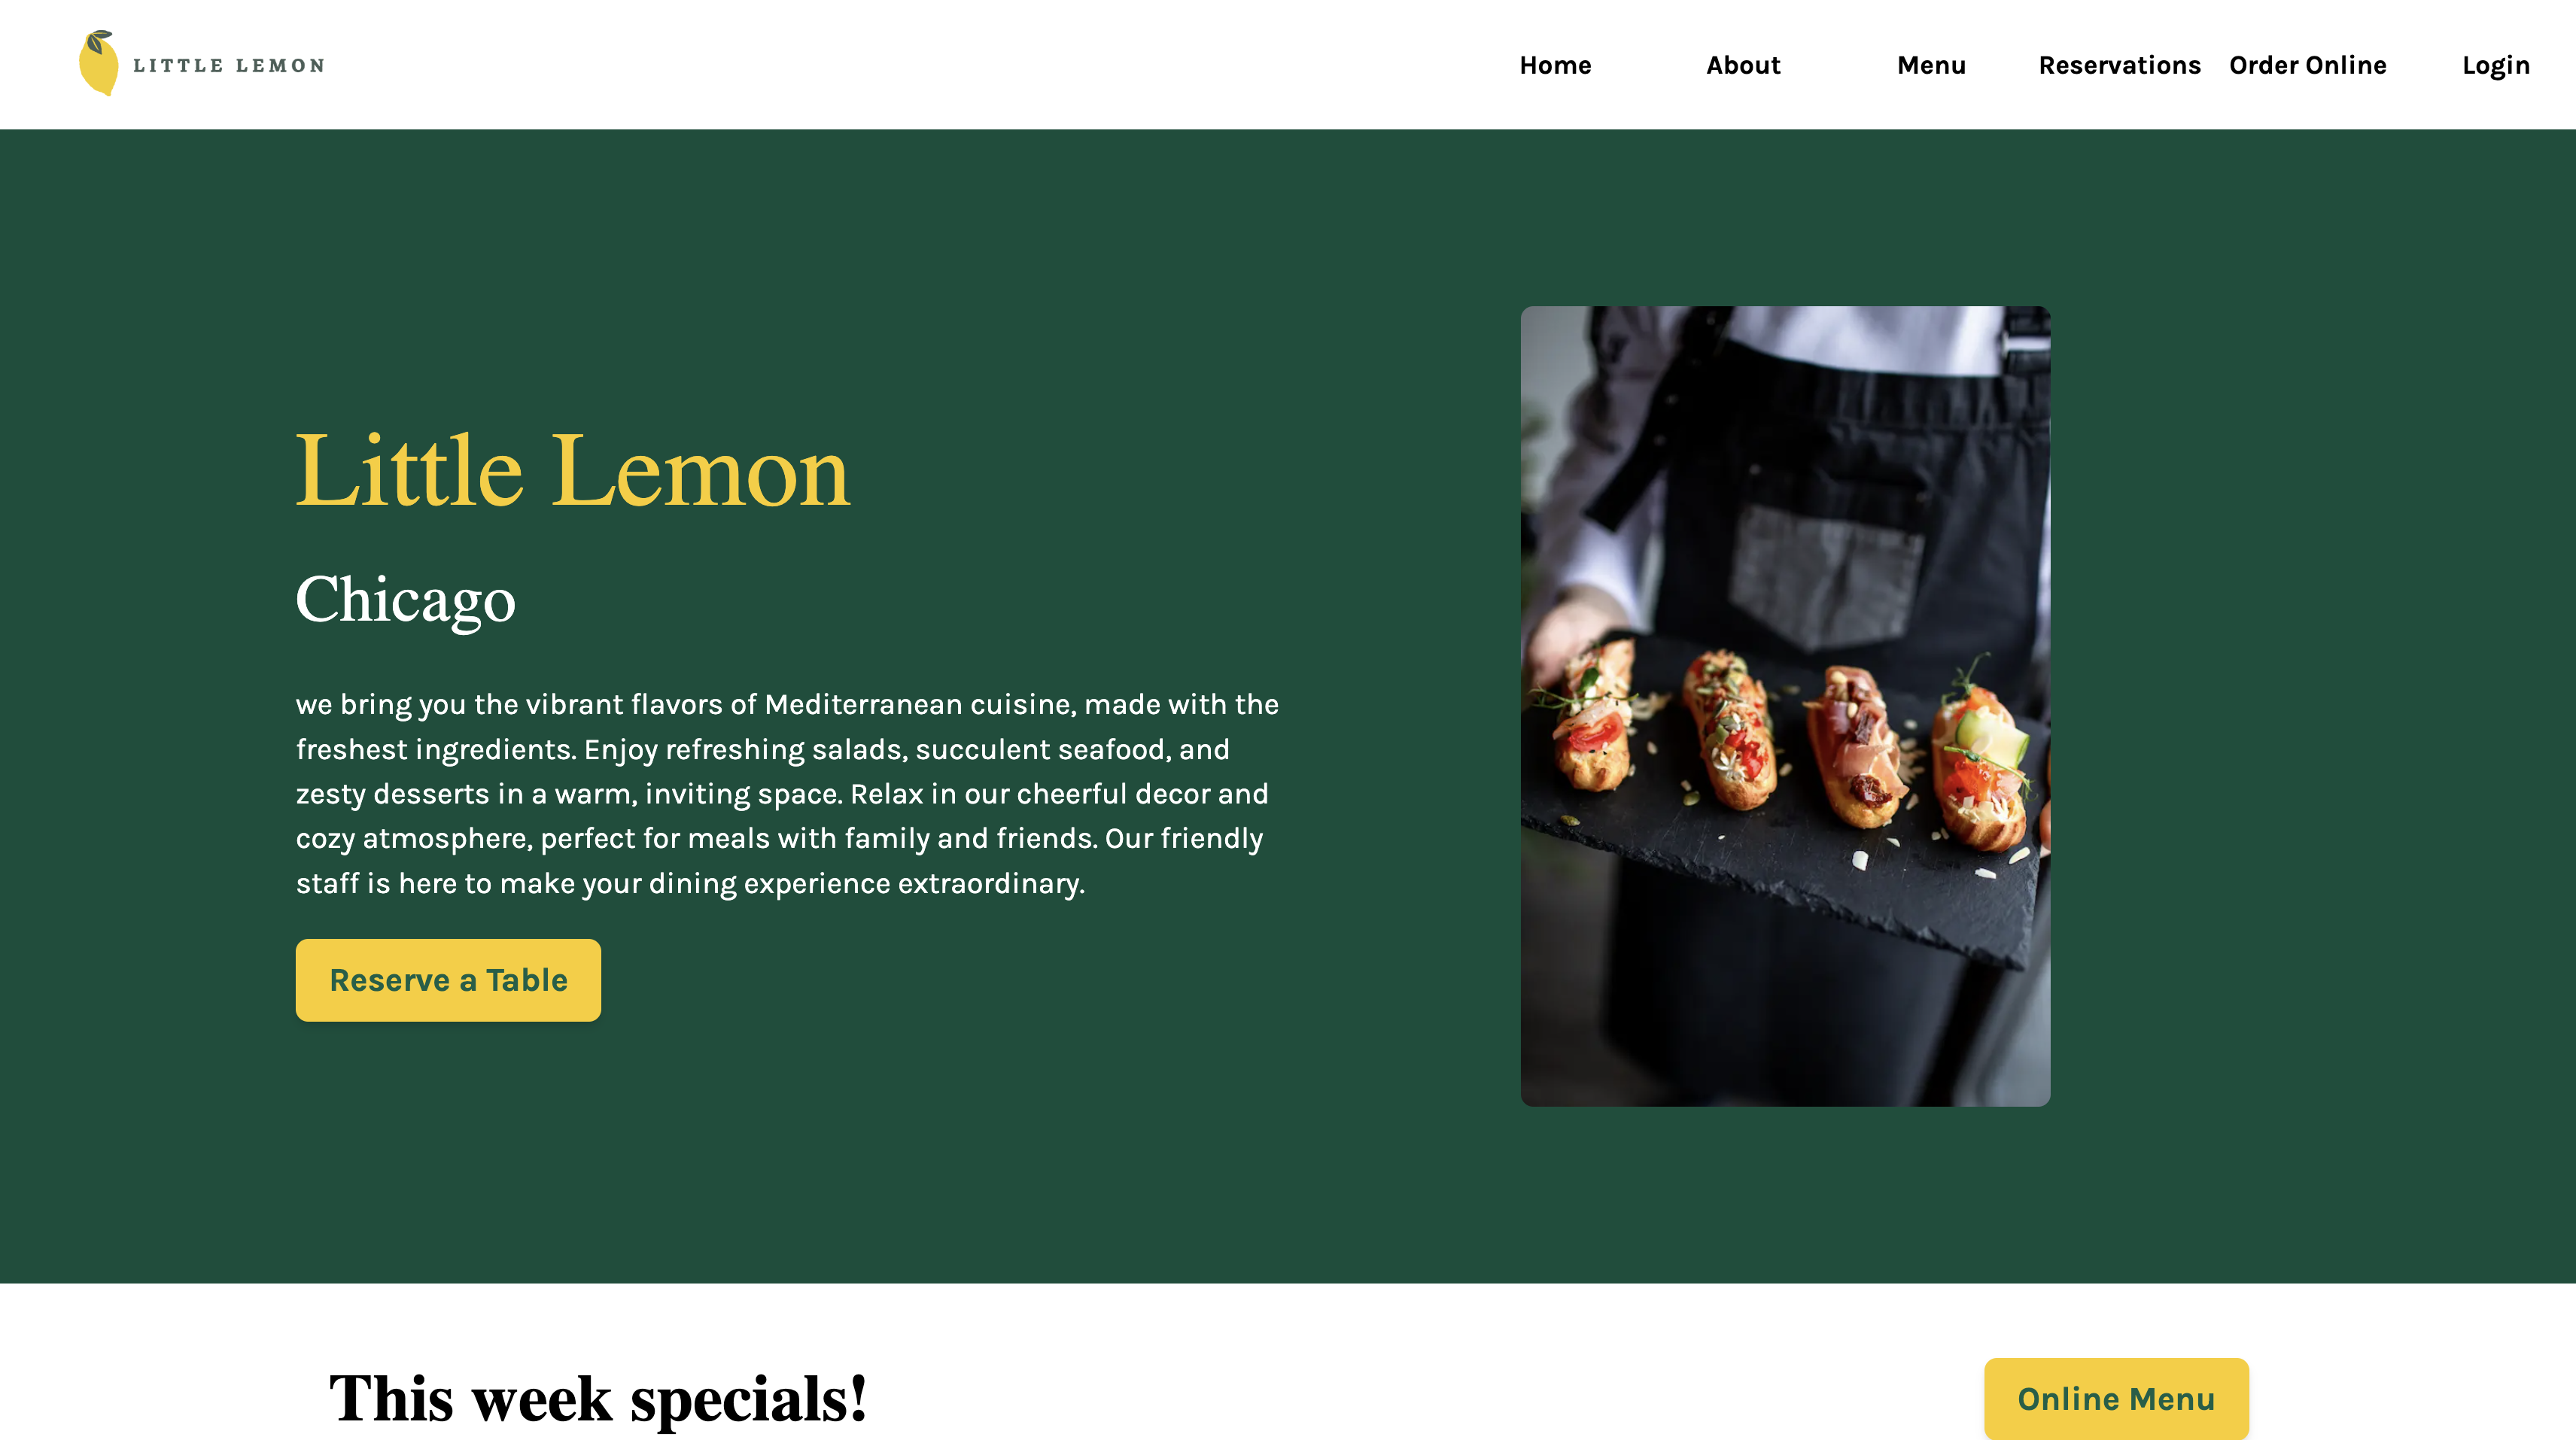 LITTLE LEMON
Home About Menu Reservations Order Online Login
Little Lemon
Chicago
we bring you the vibrant flavors of Mediterranean cuisine, made with the
freshest ingredients. Enjoy refreshing salads, succulent seafood, and
zesty desserts in a warm, inviting space. Relax in our cheerful decor and
cozy atmosphere, perfect for meals with family and friends. Our friendly
staff is here to make your dining experience extraordinary.
Reserve a Table
This week specials!
Online Menu